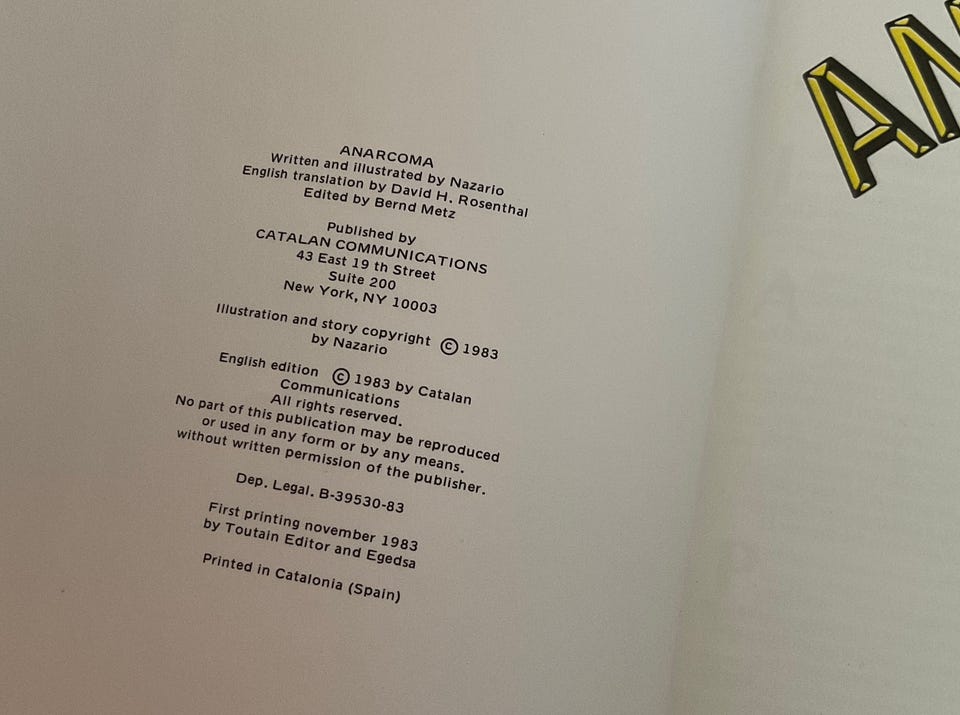 ANARCOMA
Written and illustrated by Nazario
English translation by David H. Rosenthal
Edited by Bernd Metz
Published by
CATALAN COMMUNICATIONS
43 East 19 th Street
Suite 200
New York, NY 10003
Illustration and story copyright © 1983
by Nazario
English edition © 1983 by Catalan
Communications
All rights reserved.
No part of this publication may be reproduced
or used in any form or by any means.
without written permission of the publisher.
Dep. Legal. B-39530-83
First printing november 1983
by Toutain Editor and Egedsa
Printed in Catalonia (Spain)
AN